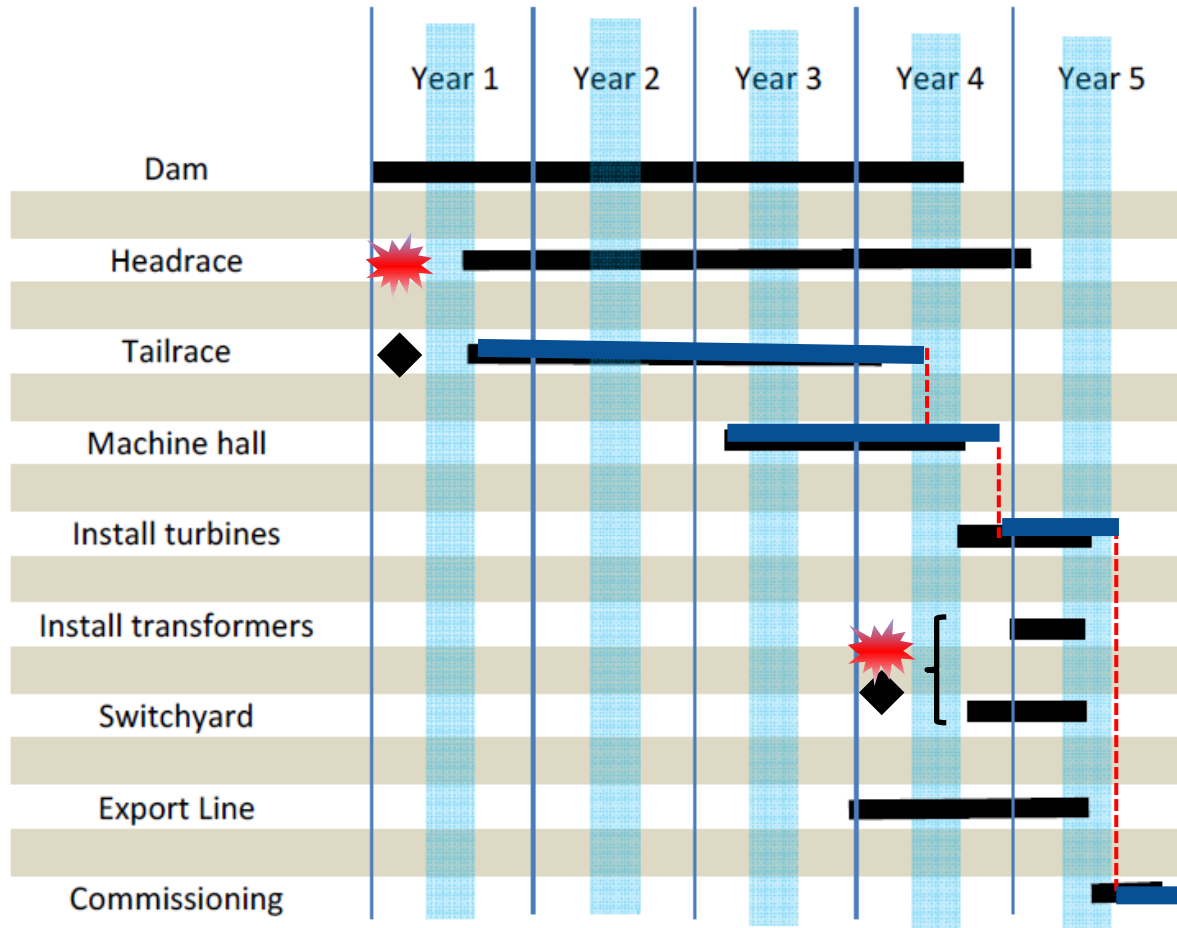 Year 1 Year 2 Year 3 Year 4 Year 5
Dam
Headrace
Tailrace
Machine hall
Install turbines
Install transformers
Switchyard
Export Line
Commissioning